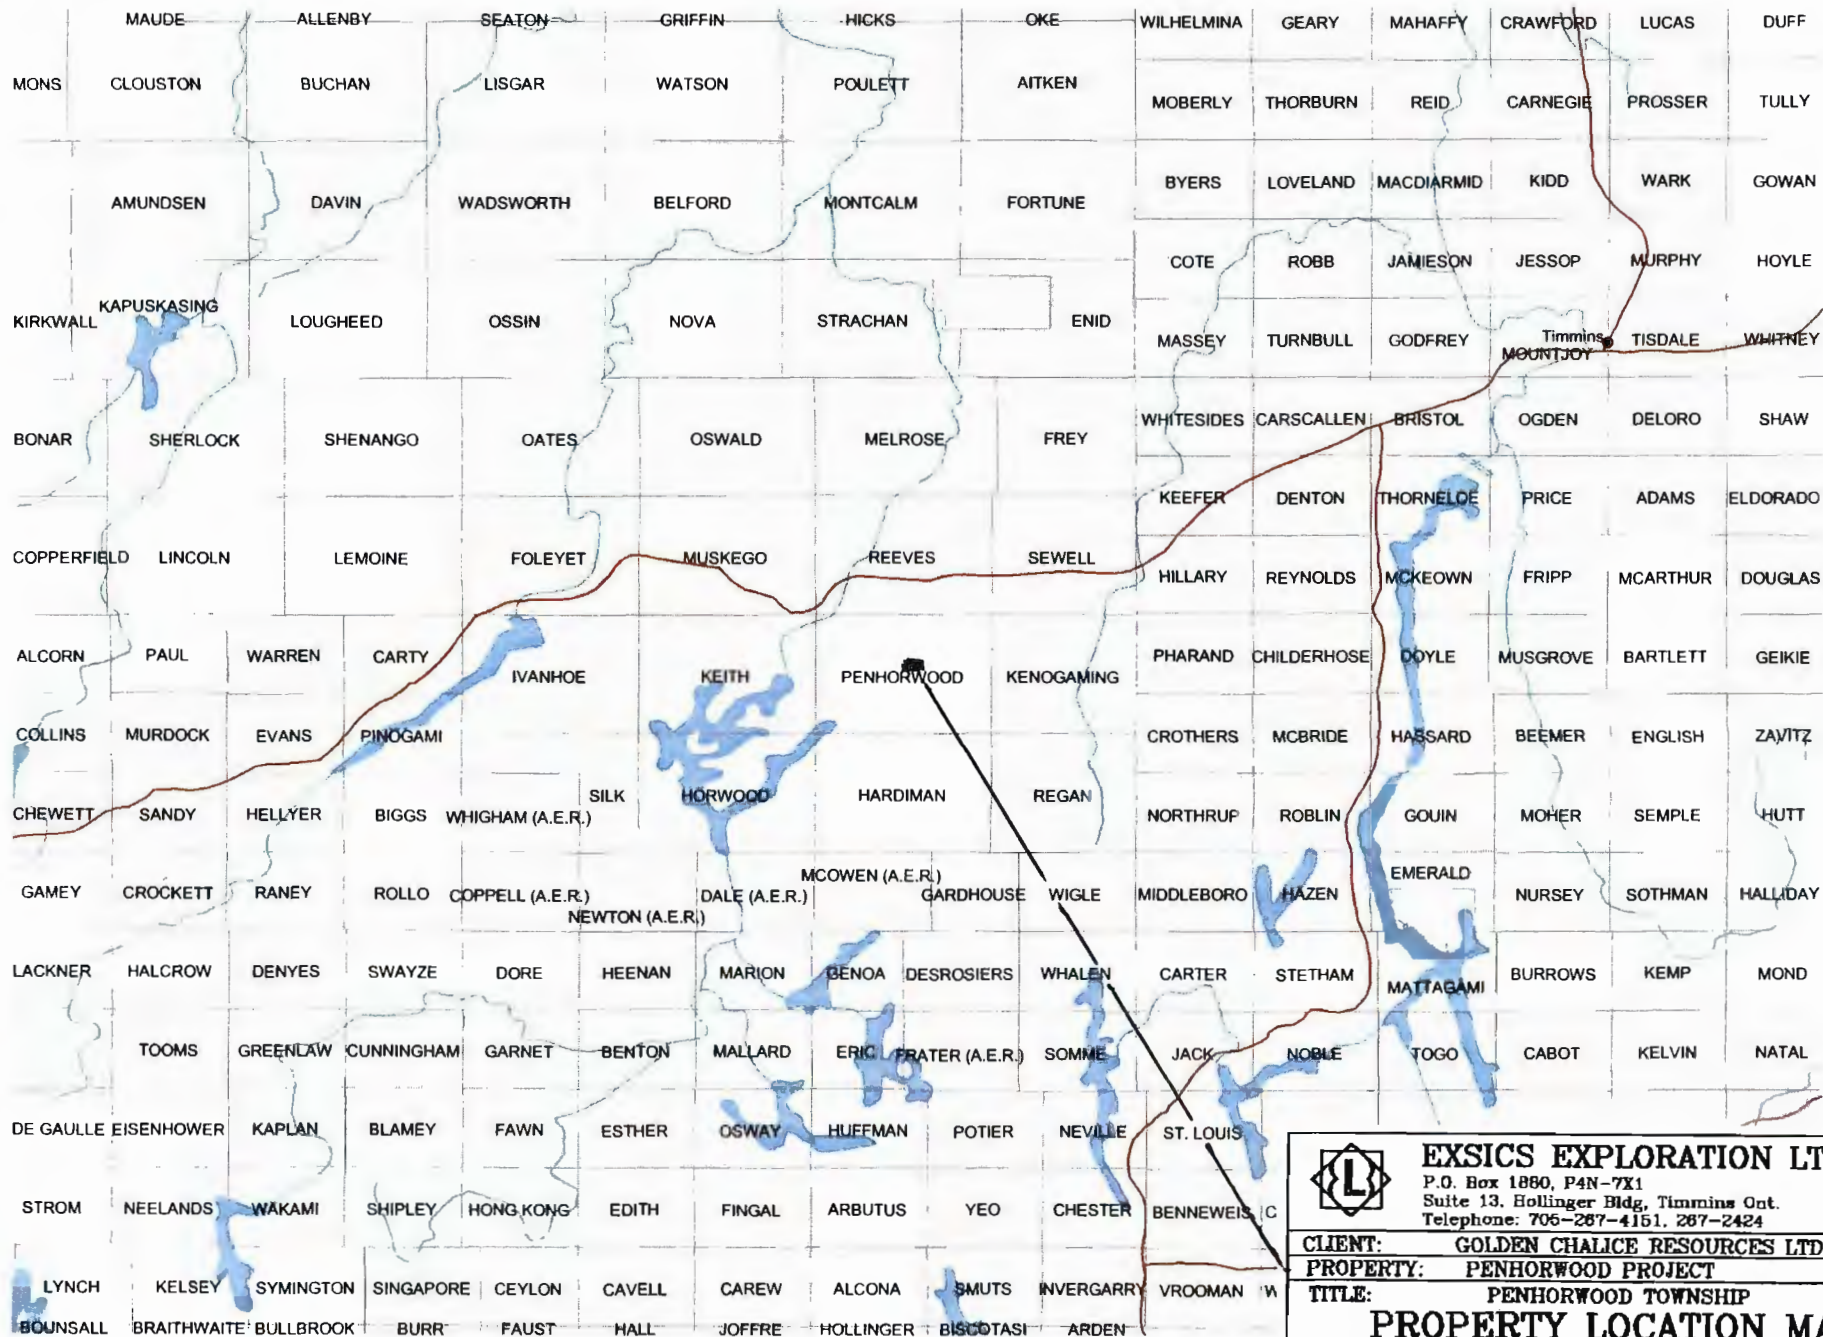 MAUDE ALLENBY SEATON GRIFFIN HICKS OKE WILHELMINA GEARY MAHAFFY CRAWFORD LUCAS DUFF
MONS CLOUSTON BUCHAN LISGAR WATSON POULETT AITKEN
MOBERLY THORBURN REID CARNEGIE PROSSER TULLY
AMUNDSEN DAVIN WADSWORTH BELFORD MONTCALM FORTUNE
BYERS LOVELAND MACDIARMID KIDD WARK GOWAN
COTE ROBB JAMIESON JESSOP MURPHY HOYLE
KIRKWALL KAPUSKASING LOUGHEED OSSIN NOVA STRACHAN ENID
MASSEY TURNBULL GODFREY Timmins MOUNTJOY TISDALE WHITNEY
BONAR SHERLOCK SHENANGO OATES OSWALD MELROSE FREY
WHITESIDES CARSCALLEN BRISTOL OGDEN DELORO SHAW
KEEFER DENTON THORNELOE PRICE ADAMS ELDORADO
COPPERFIELD LINCOLN LEMOINE FOLEYET MUSKEGO REEVES SEWELL
HILLARY REYNOLDS MCKEOWN FRIPP MCARTHUR DOUGLAS
ALCORN PAUL WARREN CARTY IVANHOE KEITH PENHORWOOD KENOGAMING
PHARAND CHILDERHOSE DOYLE MUSGROVE BARTLETT GEIKIE
COLLINS MURDOCK EVANS PINOGAMI
CROTHERS MCBRIDE HASSARD BEEMER ENGLISH ZAVITZ
CHEWETT SANDY HELLYER BIGGS WHIGHAM (A.E.R.) SILK HORWOOD HARDIMAN REGAN
NORTHRUP ROBLIN GOUIN MOHER SEMPLE HUTT
GAMEY CROCKETT RANEY ROLLO COPPELL (A.E.R.) NEWTON (A.E.R.) DALE (A.E.R.) MCOWEN (A.E.R.) GARDHOUSE WIGLE
MIDDLEBORO HAZEN EMERALD NURSEY SOTHMAN HALLIDAY
LACKNER HALCROW DENYES SWAYZE DORE HEENAN MARION GENOA DESROSIERS WHALEN CARTER STETHAM MATTAGAMI BURROWS KEMP MOND
TOOMS GREENLAW CUNNINGHAM GARNET BENTON MALLARD ERIC FRATER (A.E.R.) SOMME JACK NOBLE TOGO CABOT KELVIN NATAL
DE GAULLE EISENHOWER KAPLAN BLAMEY FAWN ESTHER OSWAY HUFFMAN POTIER NEVILLE ST. LOUIS
STROM NEELANDS WAKAMI SHIPLEY HONG KONG EDITH FINGAL ARBUTUS YEO CHESTER BENNEWEIS C
LYNCH KELSEY SYMINGTON SINGAPORE CEYLON CAVELL CAREW ALCONA SMUTS INVERGARRY VROOMAN W
BOUNSALL BRAITHWAITE BULLBROOK BURR FAUST HALL JOFFRE HOLLINGER BISCOTASI ARDEN
L
EXSICS EXPLORATION LT
P.O. Box 1880, P4N-7X1
Suite 13, Hollinger Bldg, Timmins Ont.
Telephone: 705-267-4151, 267-2424
CLIENT: GOLDEN CHALICE RESOURCES LTD
PROPERTY: PENHORWOOD PROJECT
TITLE: PENHORWOOD TOWNSHIP
PROPERTY LOCATION MA